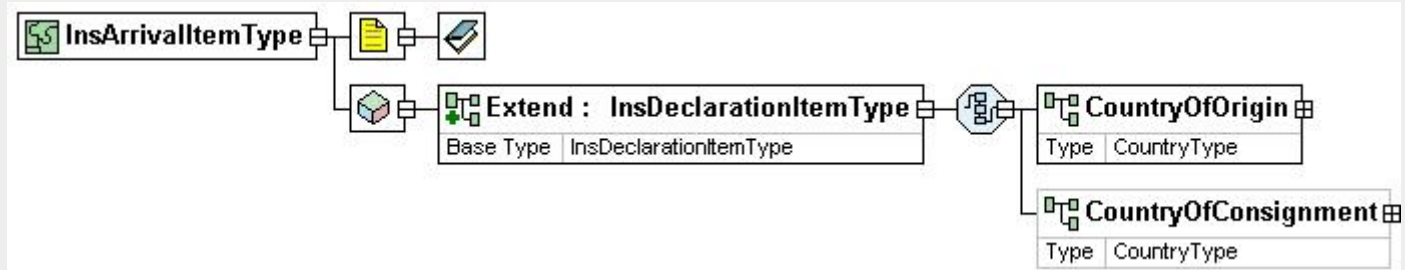 InsArrivalItemType
Extend : InsDeclarationItemType
Base Type InsDeclarationItemType
CountryOfOrigin
Type CountryType
CountryOfConsignment
Type CountryType